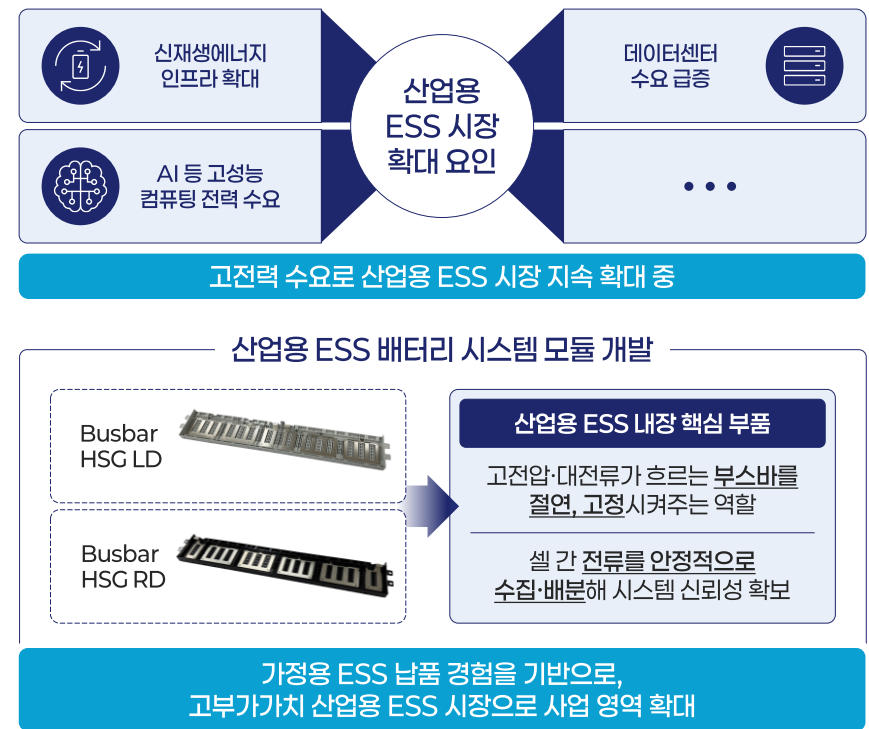 신재생에너지
인프라 확대
산업용
ESS 시장
확대 요인
데이터센터
수요 급증
AI 등 고성능
컴퓨팅 전력 수요
• • •
고전력 수요로 산업용 ESS 시장 지속 확대 중
산업용 ESS 배터리 시스템 모듈 개발
Busbar
HSG LD
Busbar
HSG RD
산업용 ESS 내장 핵심 부품
고전압·대전류가 흐르는 부스바를
절연, 고정시켜주는 역할
셀 간 전류를 안정적으로
수집·배분해 시스템 신뢰성 확보
가정용 ESS 납품 경험을 기반으로,
고부가가치 산업용 ESS 시장으로 사업 영역 확대